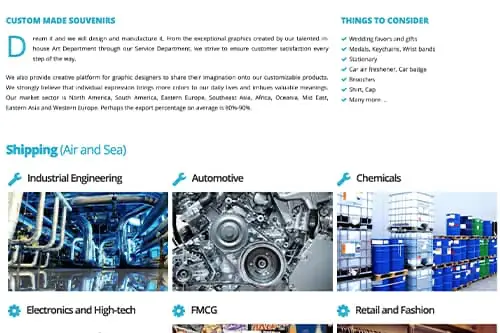 CUSTOM MADE SOUVENIRS
Dream it and we will design and manufacture it. From the exceptional graphics created by our talented in-
house Art Department through our Service Department, we strive to ensure customer satisfaction every
step of the way.
We also provide creative platform for graphic designers to share their imagination onto our customizable products.
We strongly believe that individual expression brings more colors to our daily lives and imbues valuable meanings.
Our market sector is North America, South America, Eastern Europe, Southeast Asia, Africa, Oceania, Mid East,
Eastern Asia and Western Europe. Perhaps the export percentage on average is 80%-90%.
THINGS TO CONSIDER
Wedding favors and gifts
Medals, Keychains, Wrist bands
Stationary
Car air freshener, Car badge
Brooches
Shirt, Cap
Many more ...
Shipping (Air and Sea)
Industrial Engineering
Automotive
Chemicals
Electronics and High-tech
FMCG
Retail and Fashion